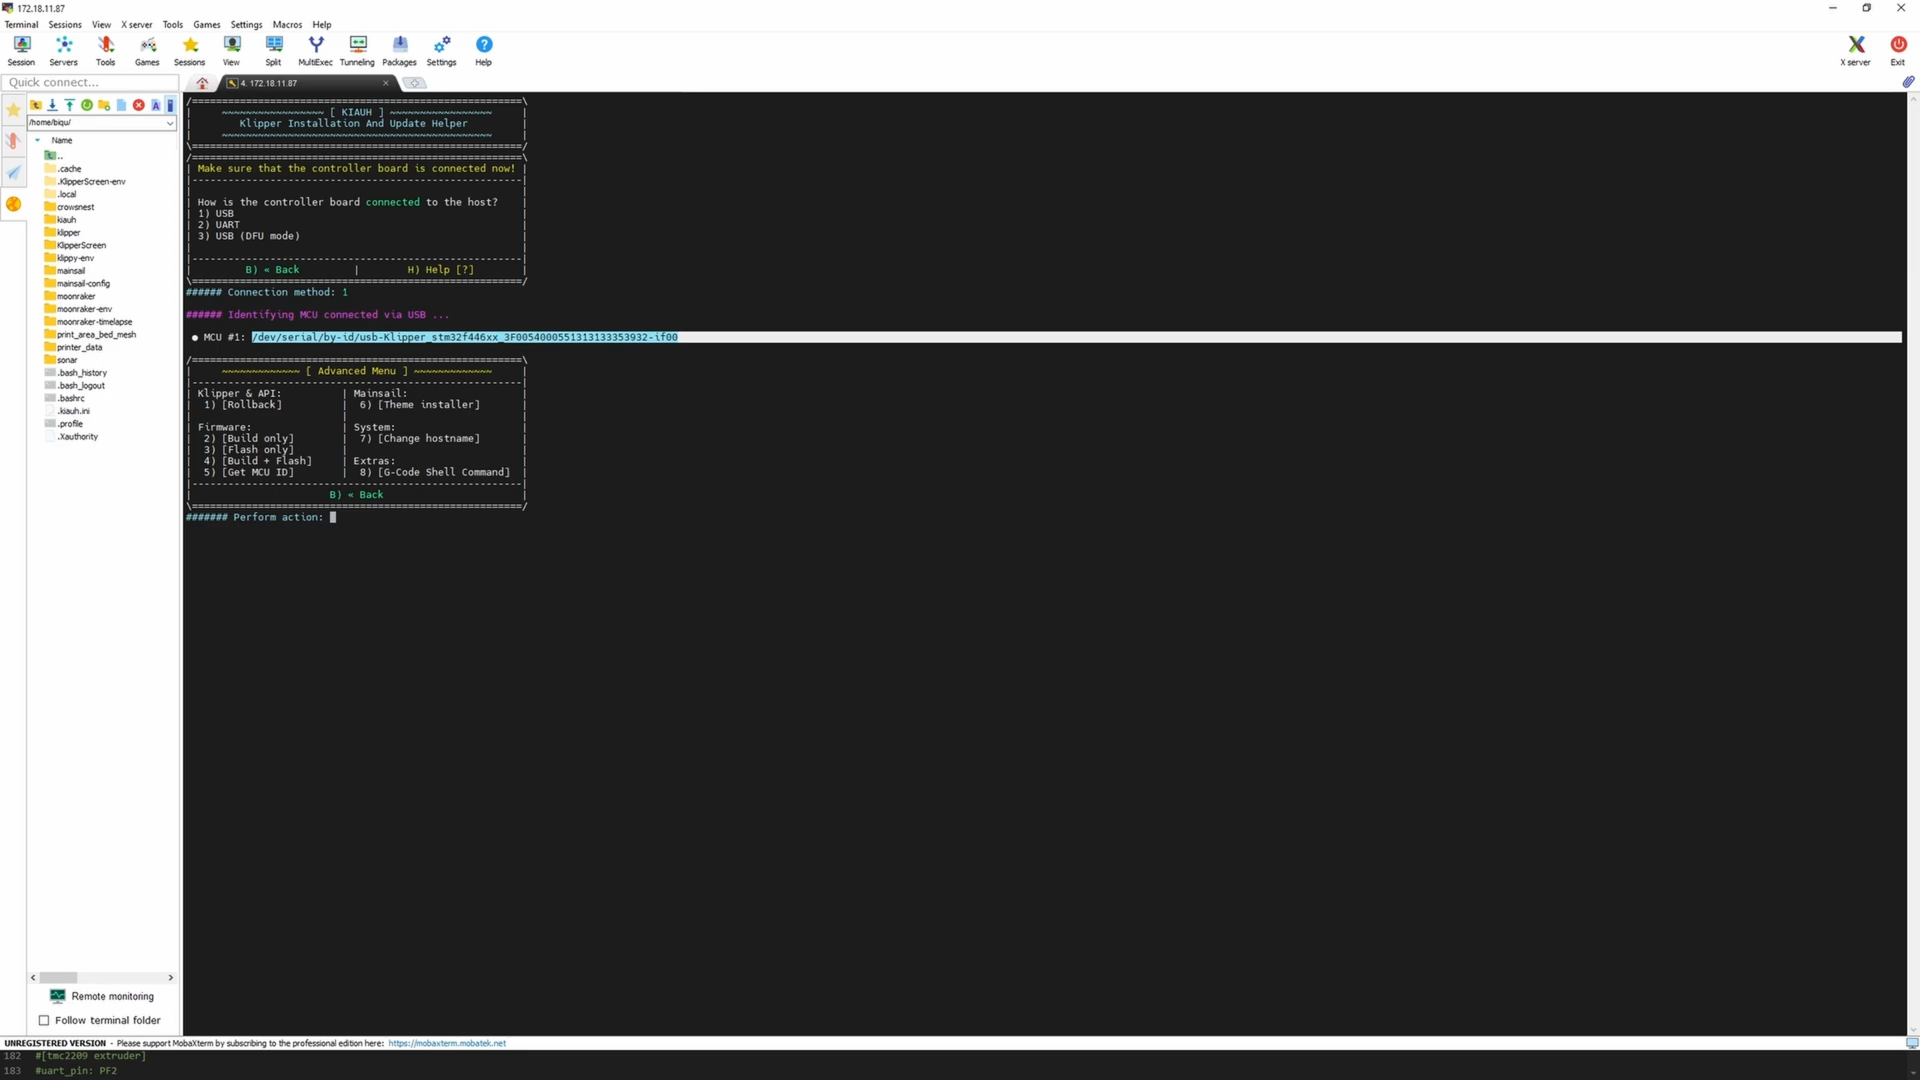 172.18.11.87
Terminal Sessions View X server Tools Games Settings Macros Help
Session Servers Tools Games Sessions View Split MultiExec Tunneling Packages Settings Help X server Exit
Quick connect...
4. 172.18.11.87
/home/biqu/
Name
..
.cache
.KlipperScreen-env
.local
crowsnest
kiauh
klipper
KlipperScreen
klippy-env
mainsail
mainsail-config
moonraker
moonraker-env
moonraker-timelapse
print_area_bed_mesh
printer_data
sonar
.bash_history
.bash_logout
.bashrc
.kiauh.ini
.profile
.Xauthority
Remote monitoring
Follow terminal folder
/=======================================================\
| ~~~~~~~~~~~~~~~~~ [ KIAUH ] ~~~~~~~~~~~~~~~~~ |
| Klipper Installation And Update Helper |
| ~~~~~~~~~~~~~~~~~~~~~~~~~~~~~~~~~~~~~~~~~~~~~ |
\=======================================================/
/=======================================================\
| Make sure that the controller board is connected now! |
|-------------------------------------------------------|
| |
| How is the controller board connected to the host? |
| 1) USB |
| 2) UART |
| 3) USB (DFU mode) |
| |
|-------------------------------------------------------|
| B) « Back | H) Help [?] |
\=======================================================/
###### Connection method: 1
###### Identifying MCU connected via USB ...
● MCU #1: /dev/serial/by-id/usb-Klipper_stm32f446xx_3F0054000551313133353932-if00
/=======================================================\
| ~~~~~~~~~~~~~ [ Advanced Menu ] ~~~~~~~~~~~~~ |
|-------------------------------------------------------|
| Klipper & API: | Mainsail: |
| 1) [Rollback] | 6) [Theme installer] |
| | |
| Firmware: | System: |
| 2) [Build only] | 7) [Change hostname] |
| 3) [Flash only] | |
| 4) [Build + Flash] | Extras: |
| 5) [Get MCU ID] | 8) [G-Code Shell Command] |
|-------------------------------------------------------|
| B) « Back |
\=======================================================/
####### Perform action:
UNREGISTERED VERSION - Please support MobaXterm by subscribing to the professional edition here: https://mobaxterm.mobatek.net
182 #[tmc2209 extruder]
183 #uart_pin: PF2